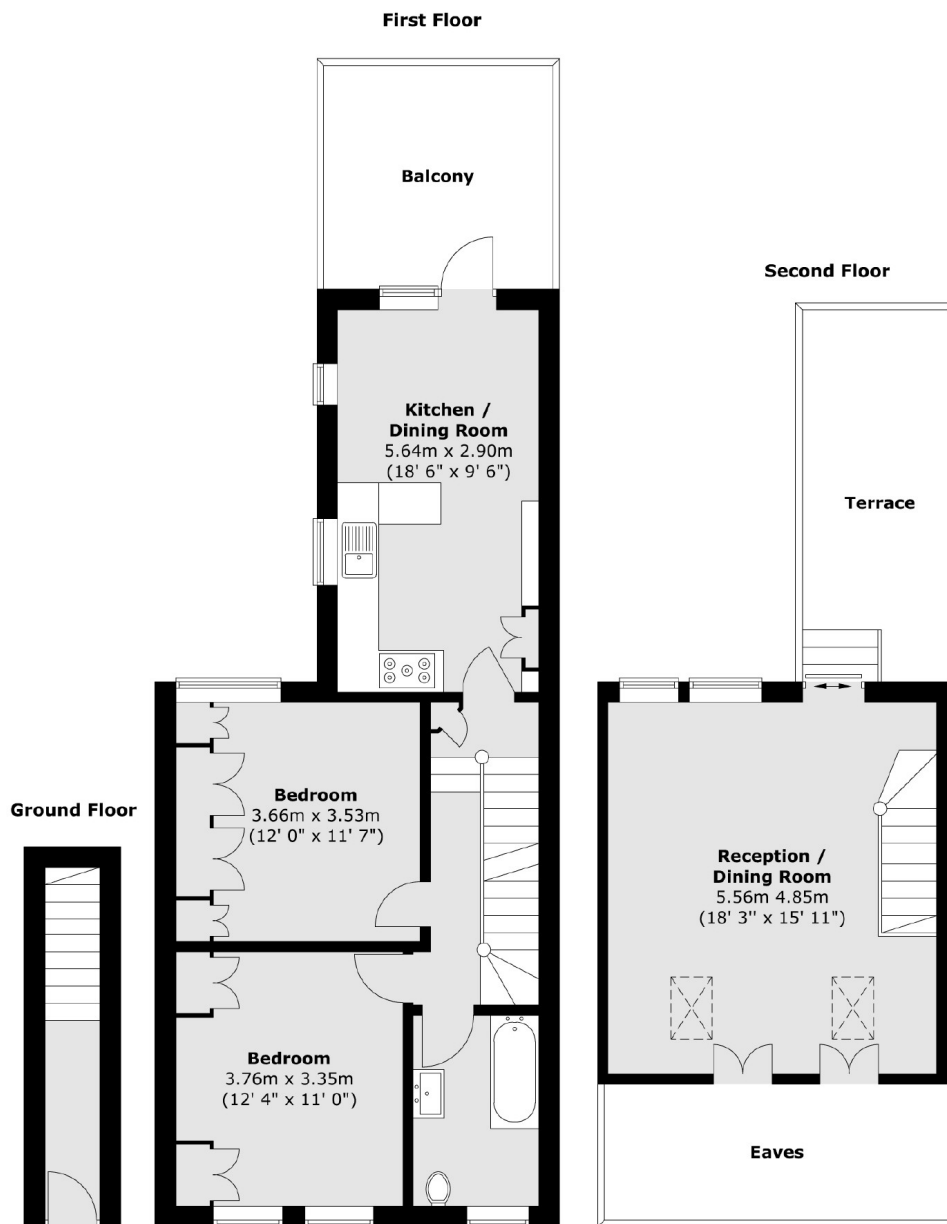 First Floor
Balcony
Second Floor
Kitchen /
Dining Room
5.64m x 2.90m
(18' 6" x 9' 6")
Terrace
Ground Floor
Bedroom
3.66m x 3.53m
(12' 0" x 11' 7")
Reception /
Dining Room
5.56m 4.85m
(18' 3" x 15' 11")
Bedroom
3.76m x 3.35m
(12' 4" x 11' 0")
Eaves